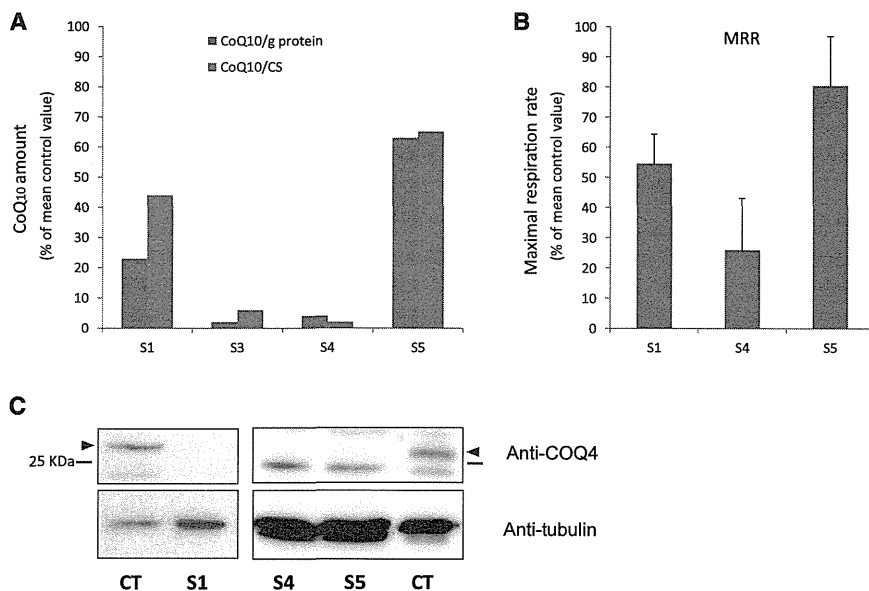 A
CoQ10 amount
(% of mean control value)
100
90
80
70
60
50
40
30
20
10
0
CoQ10/g protein
CoQ10/CS
S1
S3
S4
S5
B
MRR
Maximal respiration rate
(% of mean control value)
100
90
80
70
60
50
40
30
20
10
0
S1
S4
S5
C
25 KDa
Anti-COQ4
Anti-tubulin
CT
S1
S4
S5
CT